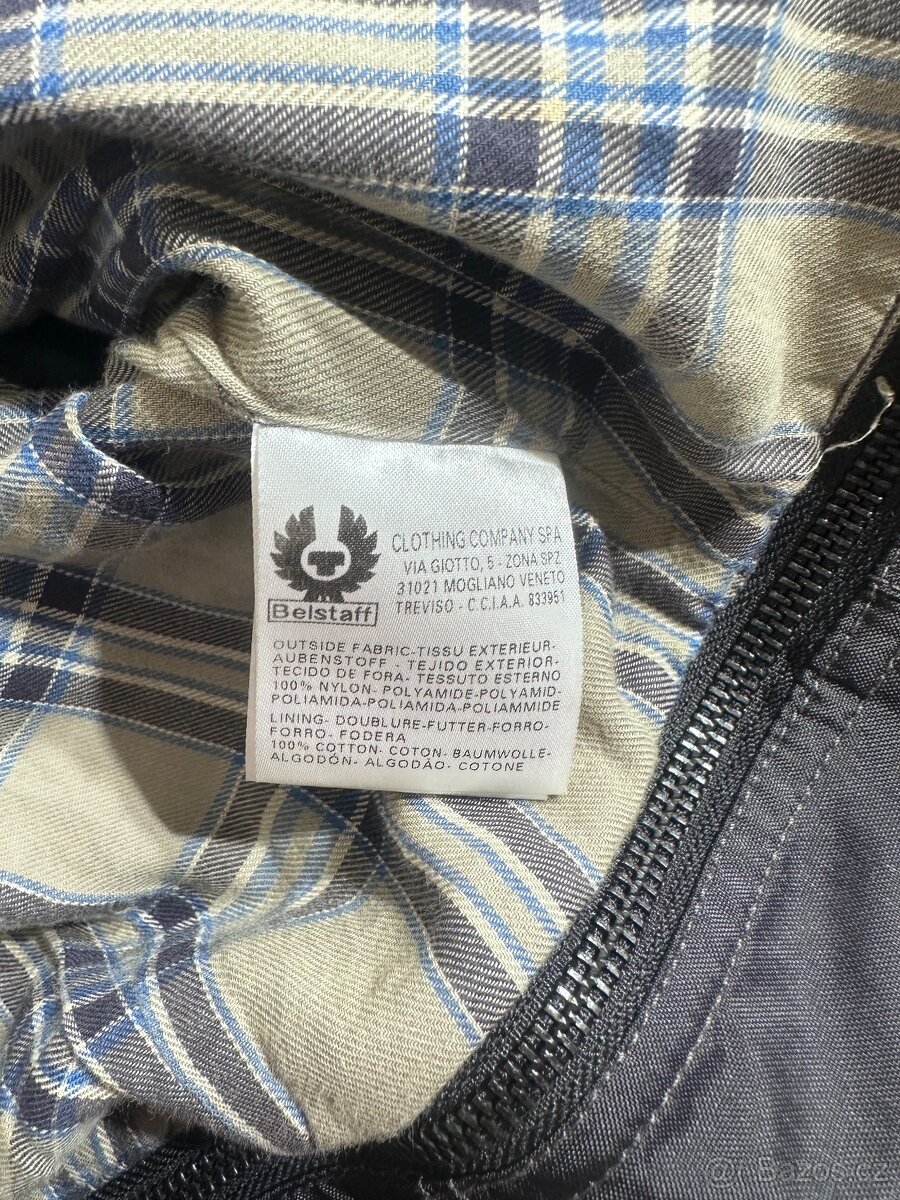 CLOTHING COMPANY SPA
VIA GIOTTO, 5 - ZONA SPZ
31021 MOGLIANO VENETO
TREVISO - C.C.I.A.A. 833951
Belstaff
OUTSIDE FABRIC-TISSU EXTERIEUR-
AUBENSTOFF - TEJIDO EXTERIOR-
TECIDO DE FORA- TESSUTO ESTERNO
100% NYLON- POLYAMIDE-POLYAMID-
POLIAMIDA-POLIAMIDA-POLIAMMIDE
LINING- DOUBLURE-FUTTER-FORRO-
FORRO- FODERA
100% COTTON- COTON- BAUMWOLLE-
ALGODÓN- ALGODÃO- COTONE
Bazos.cz